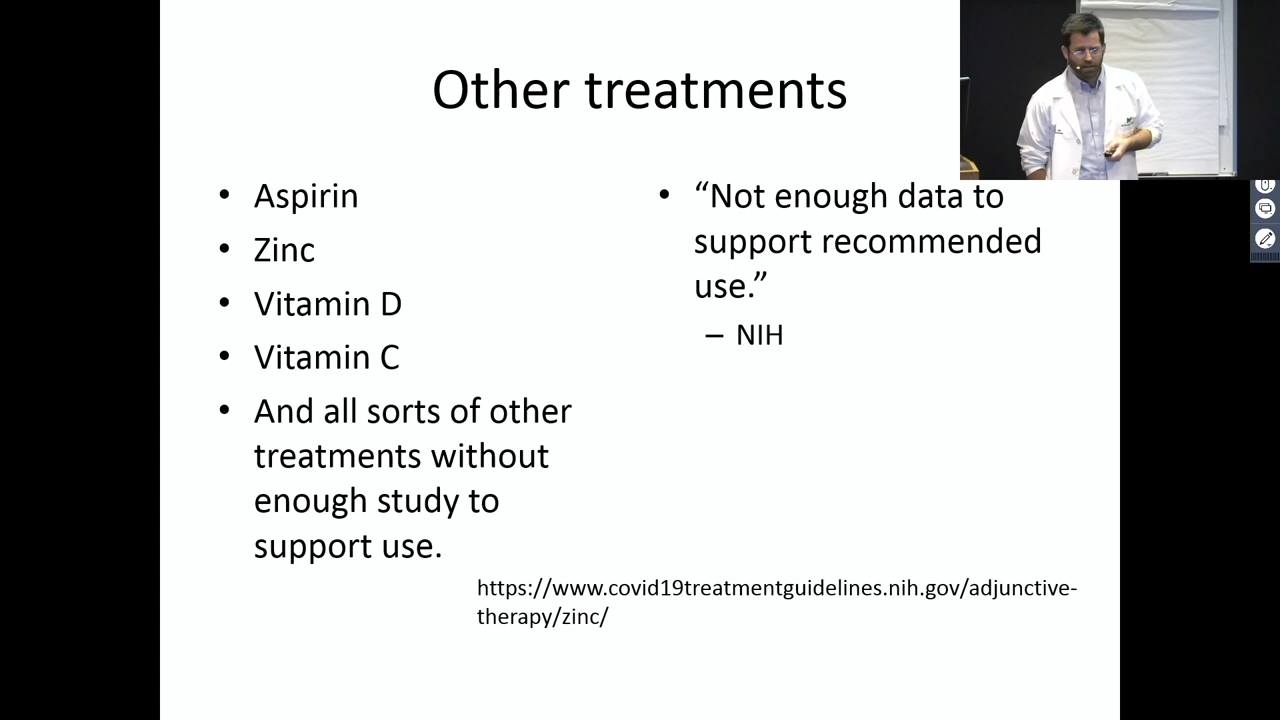 Other treatments
• Aspirin
• Zinc
• Vitamin D
• Vitamin C
• And all sorts of other
treatments without
enough study to
support use.
• “Not enough data to
support recommended
use.”
– NIH
https://www.covid19treatmentguidelines.nih.gov/adjunctive-
therapy/zinc/